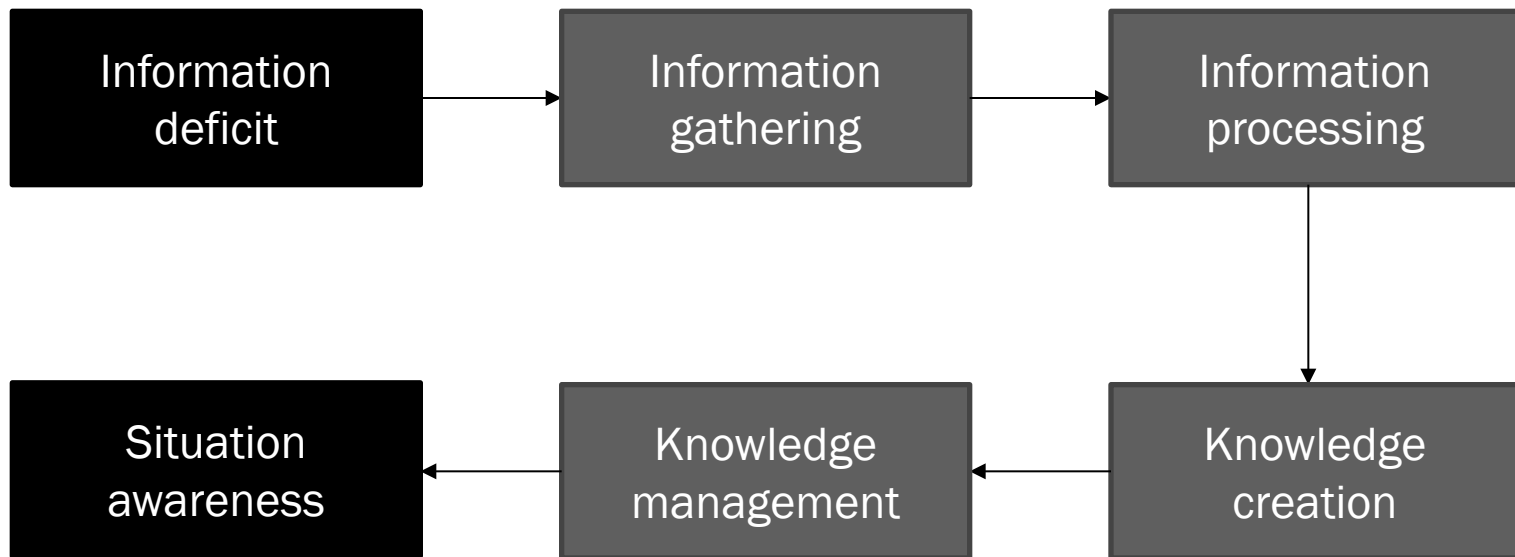 Information
deficit
Information
gathering
Information
processing
Situation
awareness
Knowledge
management
Knowledge
creation